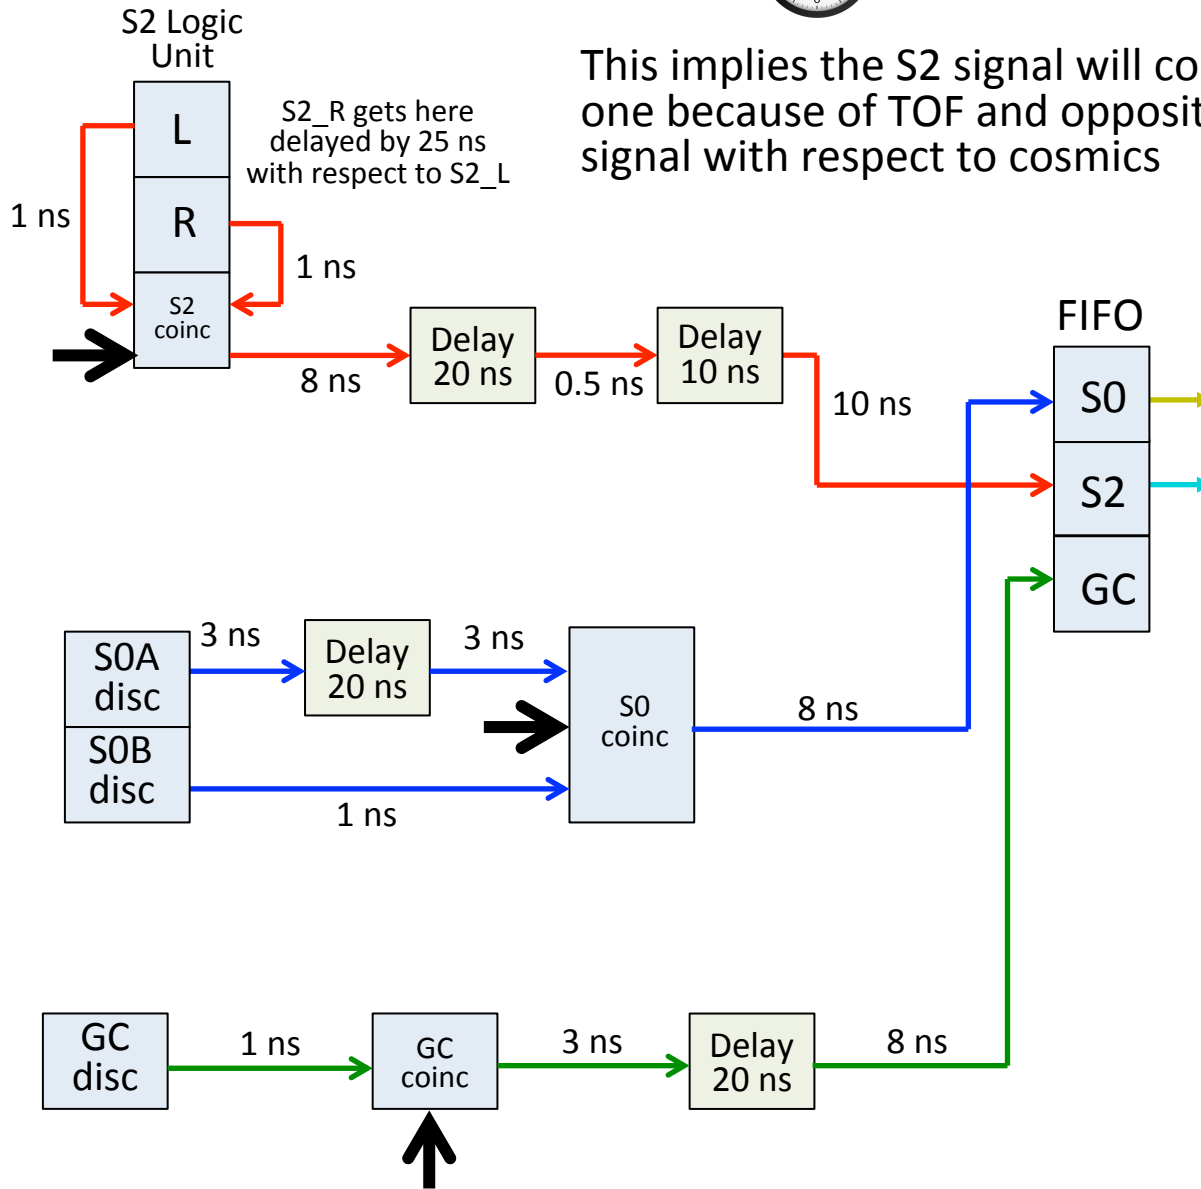 S2 Logic
Unit
This implies the S2 signal will co
one because of TOF and opposit
signal with respect to cosmics
S2_R gets here
delayed by 25 ns
with respect to S2_L
L
R
1 ns
1 ns
S2
coinc
8 ns
Delay
20 ns
0.5 ns
Delay
10 ns
10 ns
FIFO
S0
S2
GC
S0A
disc
3 ns
Delay
20 ns
3 ns
S0B
disc
1 ns
S0
coinc
8 ns
GC
disc
1 ns
GC
coinc
3 ns
Delay
20 ns
8 ns